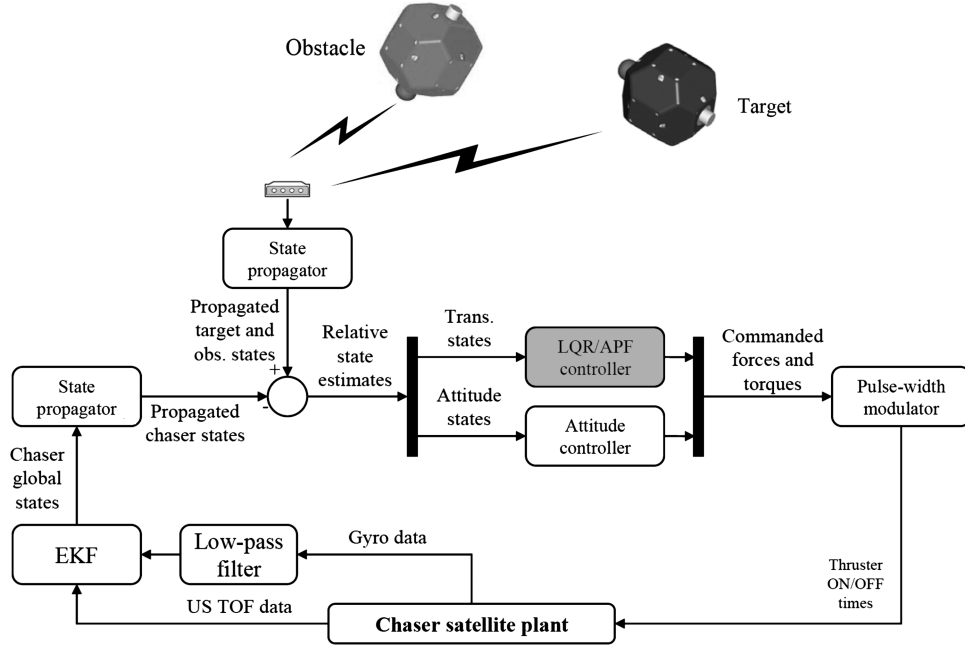 Obstacle
Target
State
propagator
Propagated
target and
obs. states
Relative
state
estimates
Trans.
states
LQR/APF
controller
Commanded
forces and
torques
+
-
State
propagator
Propagated
chaser states
Attitude
states
Attitude
controller
Pulse-width
modulator
Chaser
global
states
EKF
Low-pass
filter
Gyro data
US TOF data
Chaser satellite plant
Thruster
ON/OFF
times